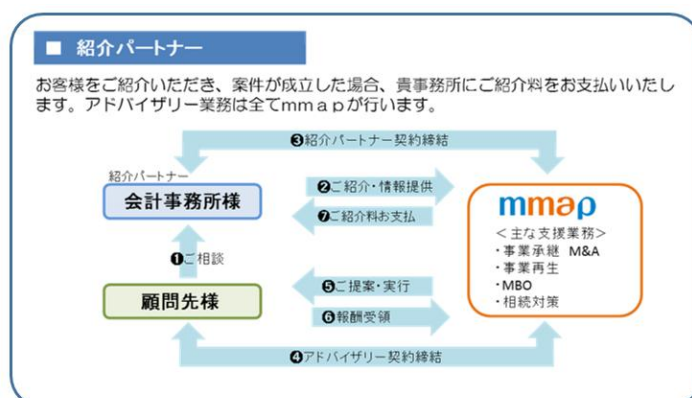 ■ 紹介パートナー
お客様をご紹介いただき、案件が成立した場合、貴事務所にご紹介料をお支払いいたし
ます。アドバイザリー業務は全てmmapが行います。
❸紹介パートナー契約締結
紹介パートナー
会計事務所様
❷ご紹介・情報提供
❼ご紹介料お支払
mmap
＜主な支援業務＞
・事業承継 M&A
・事業再生
・MBO
・相続対策
❶ご相談
顧問先様
❺ご提案・実行
❻報酬受領
❹アドバイザリー契約締結